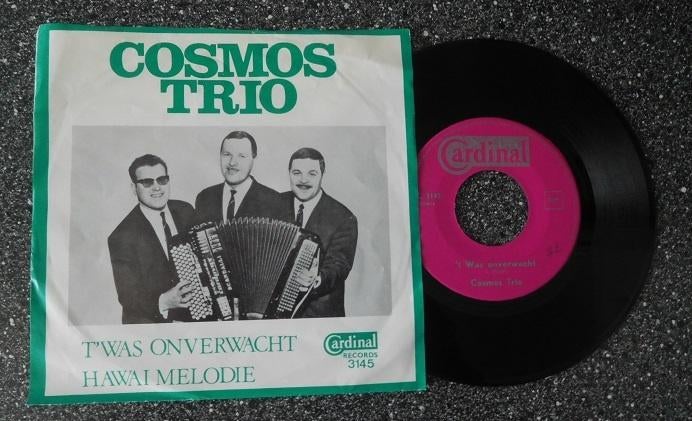 COSMOS
TRIO
T'WAS ONVERWACHT
HAWAI MELODIE
Cardinal
RECORDS
3145
Cardinal
't Was onverwacht
Cosmos Trio